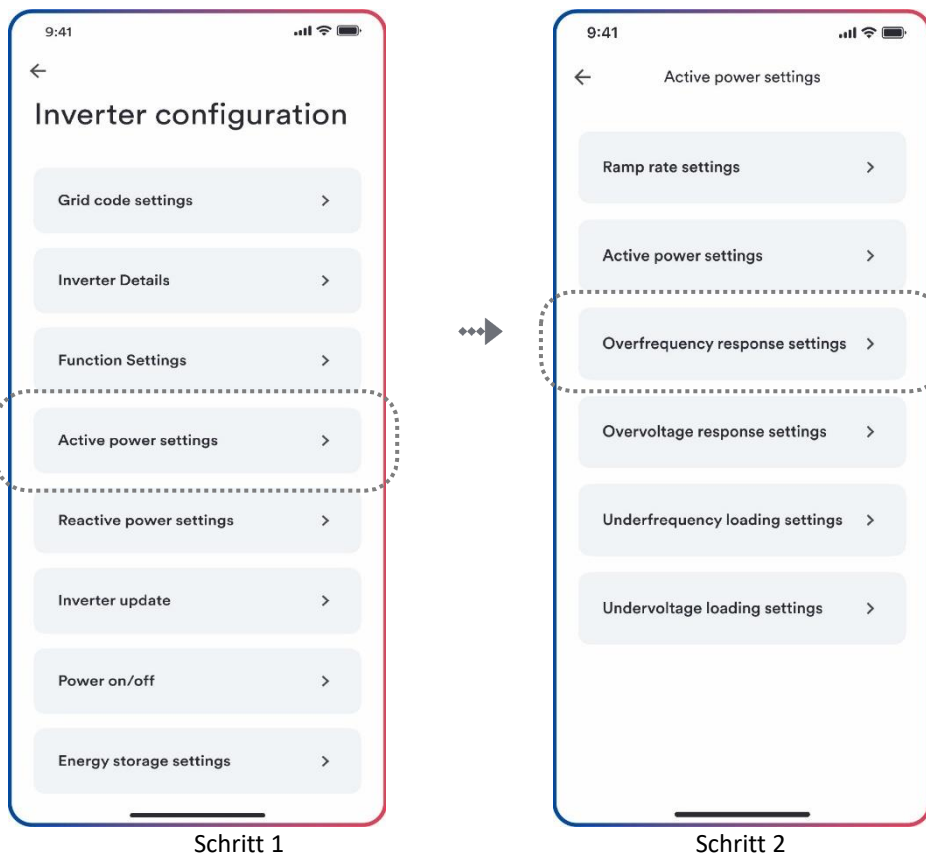 9:41
Inverter configuration
Grid code settings
Inverter Details
Function Settings
Active power settings
Reactive power settings
Inverter update
Power on/off
Energy storage settings
Schritt 1
9:41
Active power settings
Ramp rate settings
Active power settings
Overfrequency response settings
Overvoltage response settings
Underfrequency loading settings
Undervoltage loading settings
Schritt 2